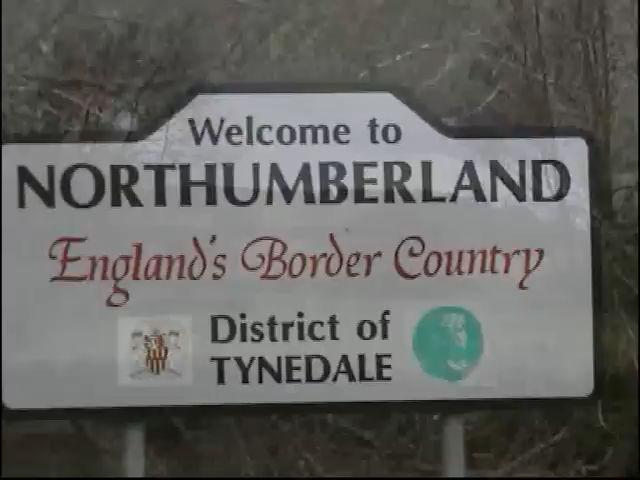 Welcome to
NORTHUMBERLAND
England's Border Country
District of
TYNEDALE